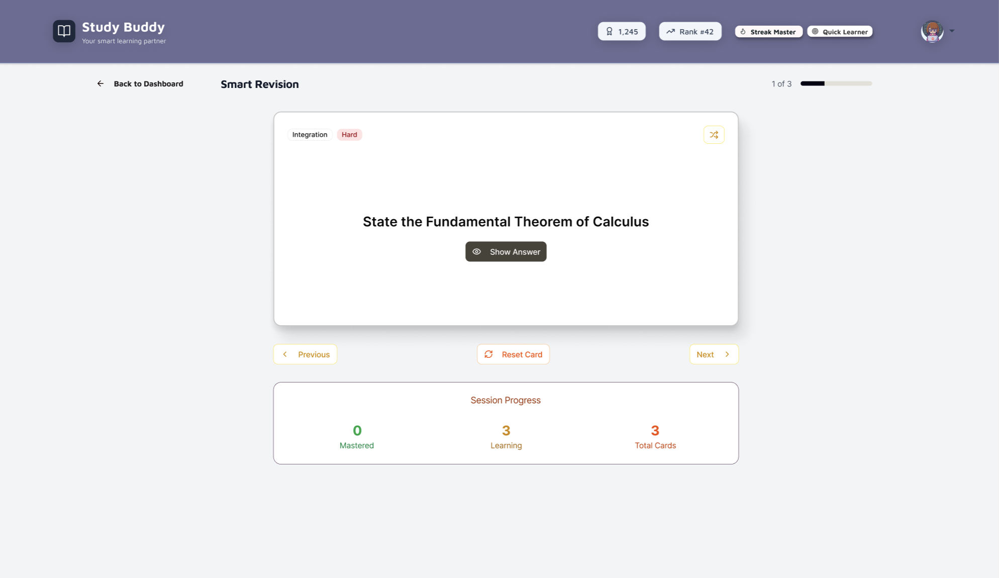 Study Buddy
Your smart learning partner
1,245
Rank #42
Streak Master
Quick Learner
Back to Dashboard
Smart Revision
1 of 3
Integration
Hard
State the Fundamental Theorem of Calculus
Show Answer
Previous
Reset Card
Next
Session Progress
0
Mastered
3
Learning
3
Total Cards